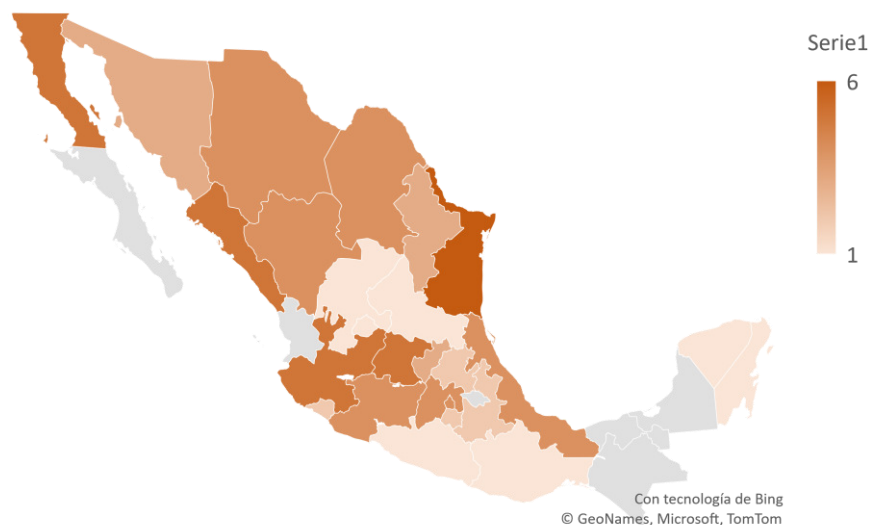 Serie1
6
1
Con tecnología de Bing
© GeoNames, Microsoft, TomTom